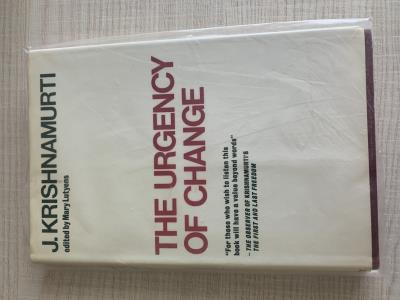 J. KRISHNAMURTI
edited by Mary Lutyens
THE URGENCY
OF CHANGE
"For those who wish to listen this
book will have a value beyond words"
– THE OBSERVER OF KRISHNAMURTI'S
THE FIRST AND LAST FREEDOM